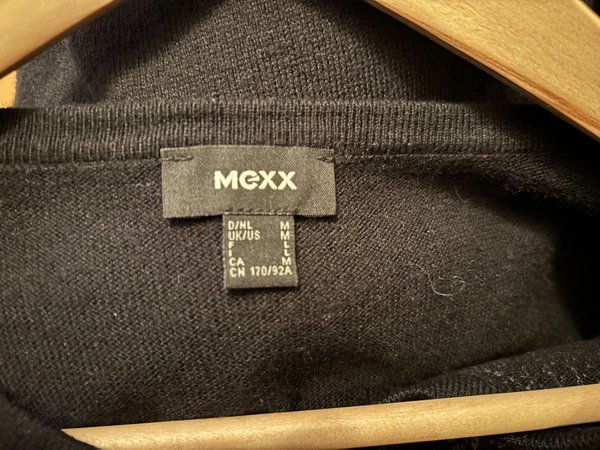 mexx
D/NL M
UK/US M
F L
I L
CA M
CN 170/92A